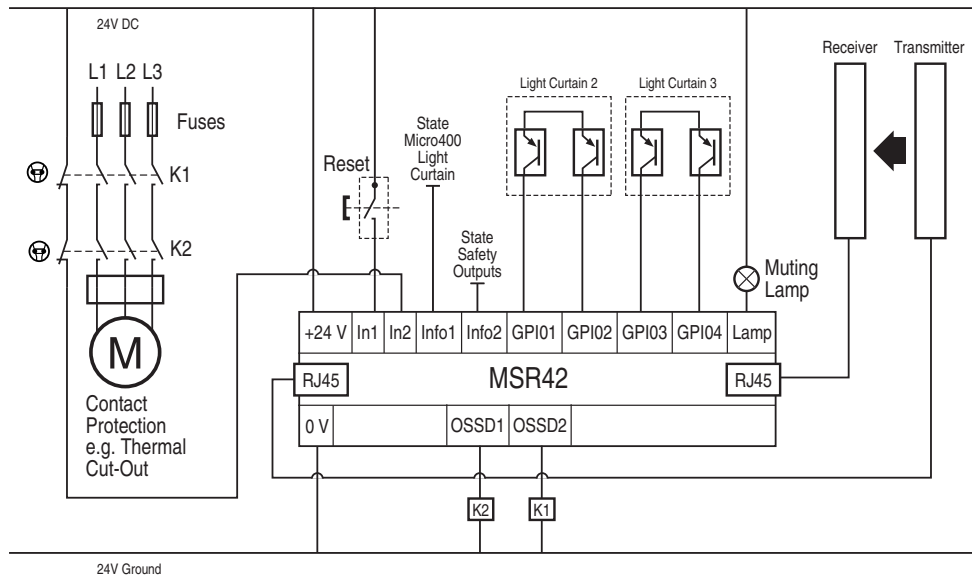 24V DC
L1 L2 L3
Fuses
K1
K2
M
Contact
Protection
e.g. Thermal
Cut-Out
Reset
State
Micro400
Light
Curtain
State
Safety
Outputs
Light Curtain 2
Light Curtain 3
Receiver
Transmitter
Muting
Lamp
+24 V In1 In2 Info1 Info2 GPI01 GPI02 GPI03 GPI04 Lamp
RJ45 MSR42 RJ45
0 V OSSD1 OSSD2
K2 K1
24V Ground